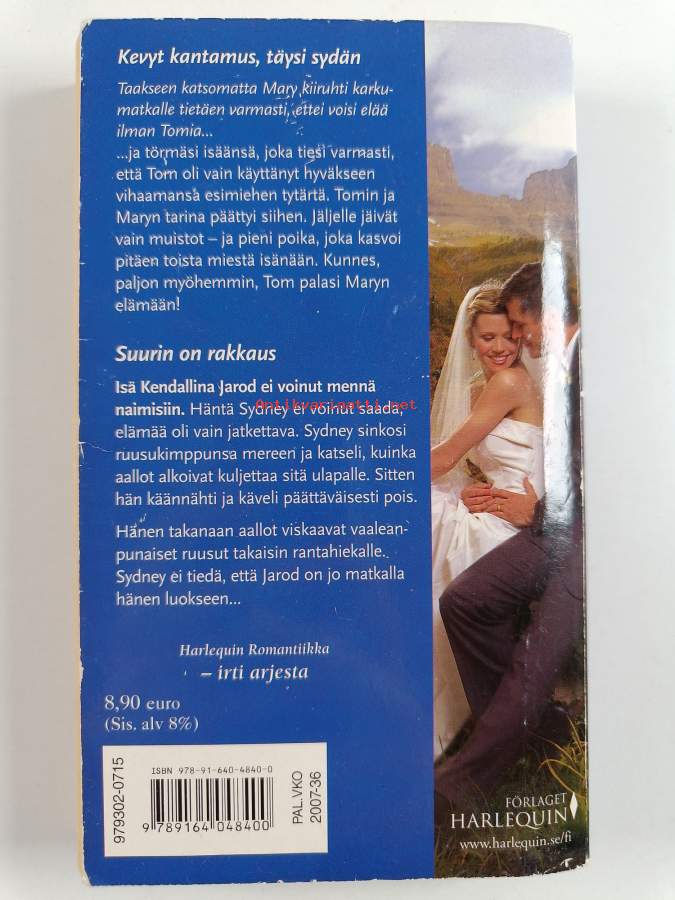 Kevyt kantamus, täysi sydän
Taakseen katsomatta Mary kiiruhti karku-
matkalle tietäen varmasti, ettei voisi elää
ilman Tomia...
...ja törmäsi isäänsä, joka tiesi varmasti,
että Tom oli vain käyttänyt hyväkseen
vihaamansa esimiehen tytärtä. Tomin ja
Maryn tarina päättyi siihen. Jäljelle jäivät
vain muistot – ja pieni poika, joka kasvoi
pitäen toista miestä isänään. Kunnes,
paljon myöhemmin, Tom palasi Maryn
elämään!
Suurin on rakkaus
Isä Kendallina Jarod ei voinut mennä
naimisiin. Häntä Sydney ei voinut saada,
Antikvariaatti.net
elämää oli vain jatkettava. Sydney sinkosi
ruusukimppunsa mereen ja katseli, kuinka
aallot alkoivat kuljettaa sitä ulapalle. Sitten
hän käännähti ja käveli päättäväisesti pois.
Hänen takanaan aallot viskaavat vaalean-
punaiset ruusut takaisin rantahiekalle.
Sydney ei tiedä, että Jarod on jo matkalla
hänen luokseen...
Harlequin Romantiikka
– irti arjesta
8,90 euro
(Sis. alv 8%)
979302-0715
ISBN 978-91-640-4840-0
9 789164 048400
PAL.VKO
2007-36
FÖRLAGET
HARLEQUIN
www.harlequin.se/fi